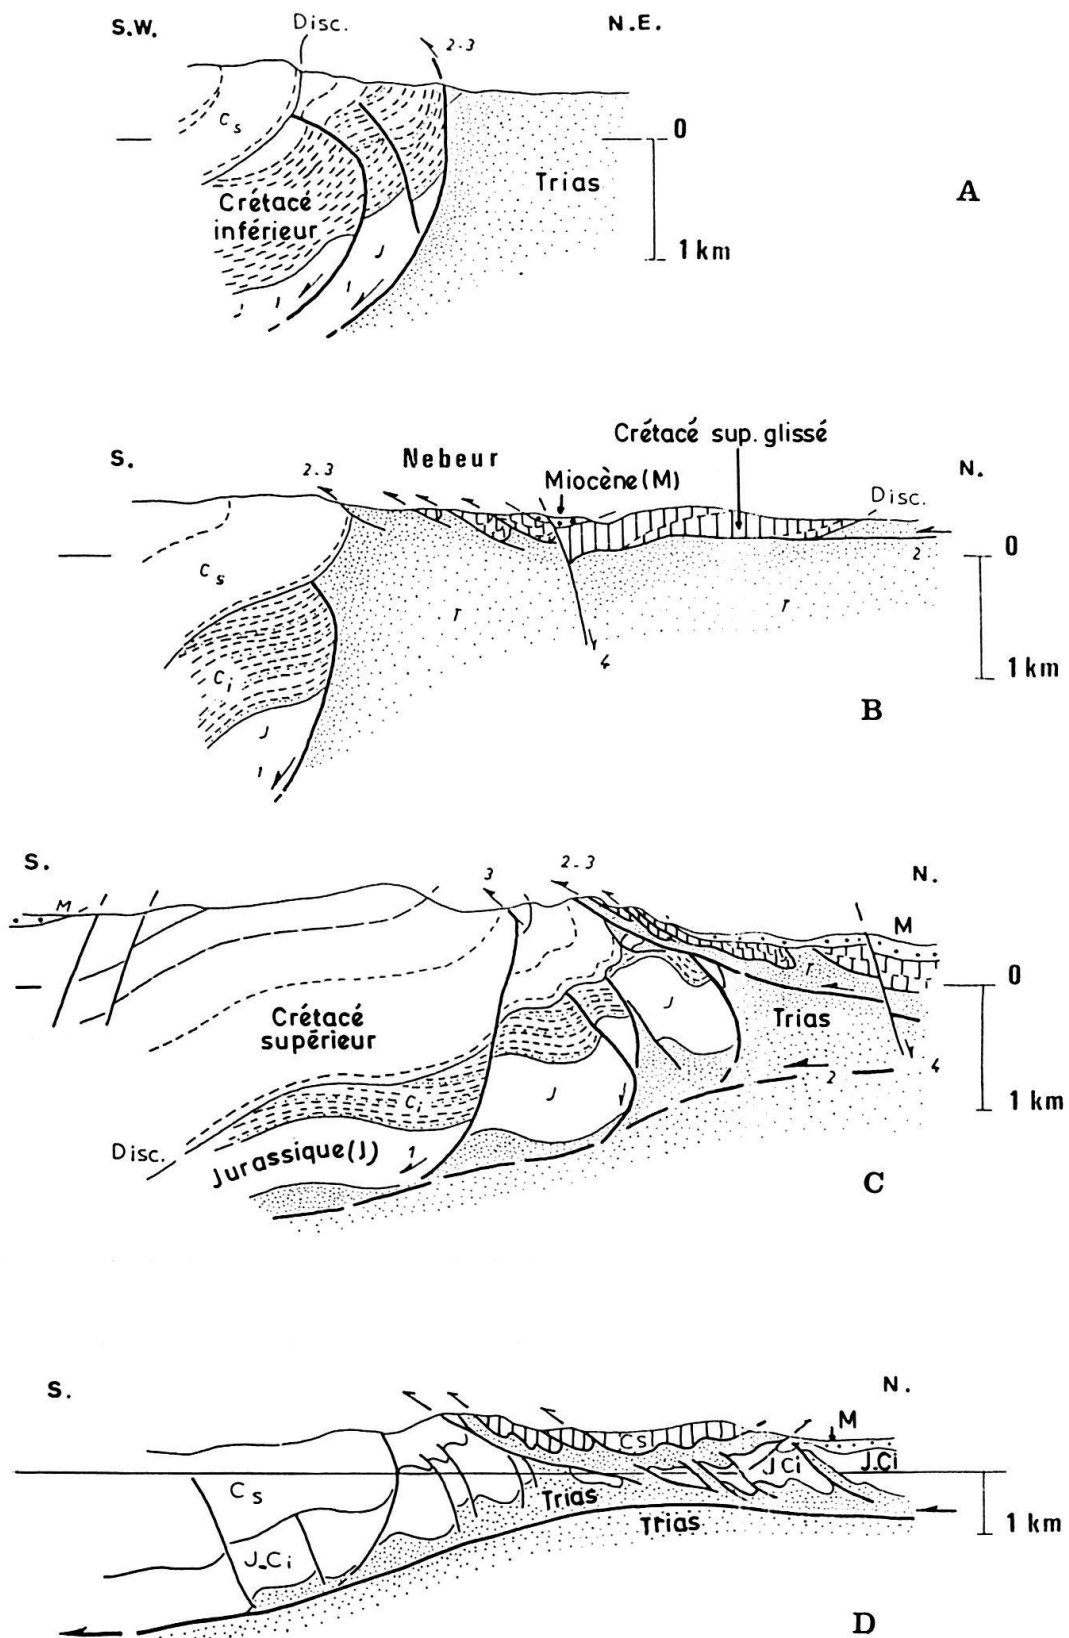 S.W.
Disc.
2-3
N.E.
Cs
0
Trias
A
Crétacé
inférieur
J
1 km
1
1
Crétacé sup. glissé
S.
2-3
Nebeur
Miocène (M)
N.
Disc.
2
0
Cs
T
T
4
Ci
1 km
B
J
1
S.
3
2-3
N.
M
M
T
0
J
Trias
Crétacé
supérieur
2
4
Ci
J
1 km
Disc.
Jurassique (J)
1
C
S.
N.
M
Cs
J.Ci
J.Ci
Cs
Trias
Trias
1 km
J-Ci
D